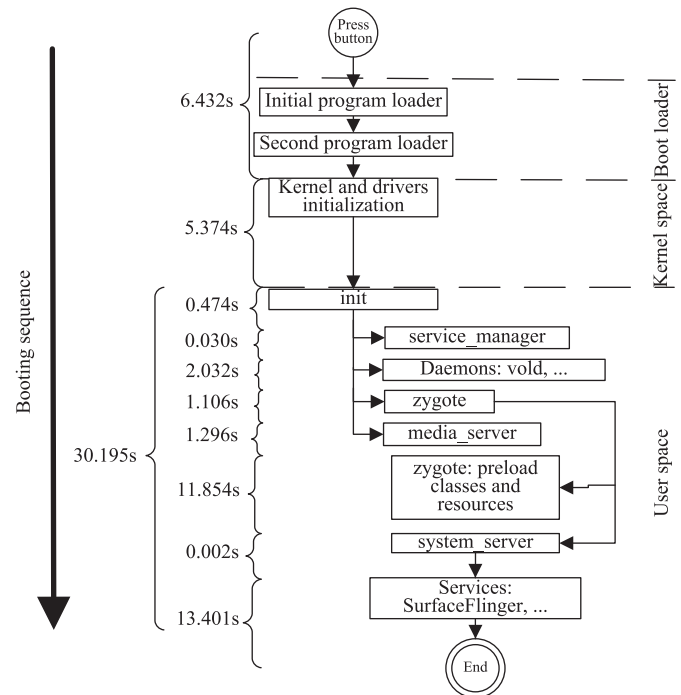 Press
button
6.432s
Initial program loader
Second program loader
Boot loader
Kernel and drivers
initialization
5.374s
Kernel space
Booting sequence
0.474s
init
0.030s
service_manager
2.032s
Daemons: vold, ...
1.106s
zygote
1.296s
media_server
30.195s
User space
11.854s
zygote: preload
classes and
resources
0.002s
system_server
13.401s
Services:
SurfaceFlinger, ...
End